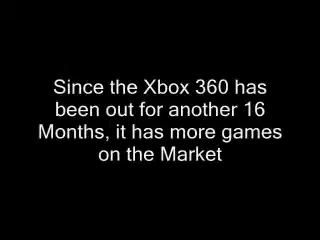 Since the Xbox 360 has
been out for another 16
Months, it has more games
on the Market